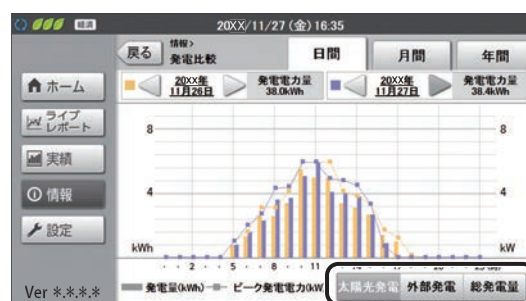 経済
20XX/11/27 (金) 16:35
戻る
情報>
発電比較
日間
月間
年間
20XX年
11月26日
発電電力量
38.0kWh
20XX年
11月27日
発電電力量
38.4kWh
ホーム
ライブ
レポート
実績
情報
設定
Ver *.*.*.*
8
4
kWh
8
4
kW
2
5
8
11
14
17
発電量(kWh)
ピーク発電電力(kW)
太陽光発電
外部発電
総発電量